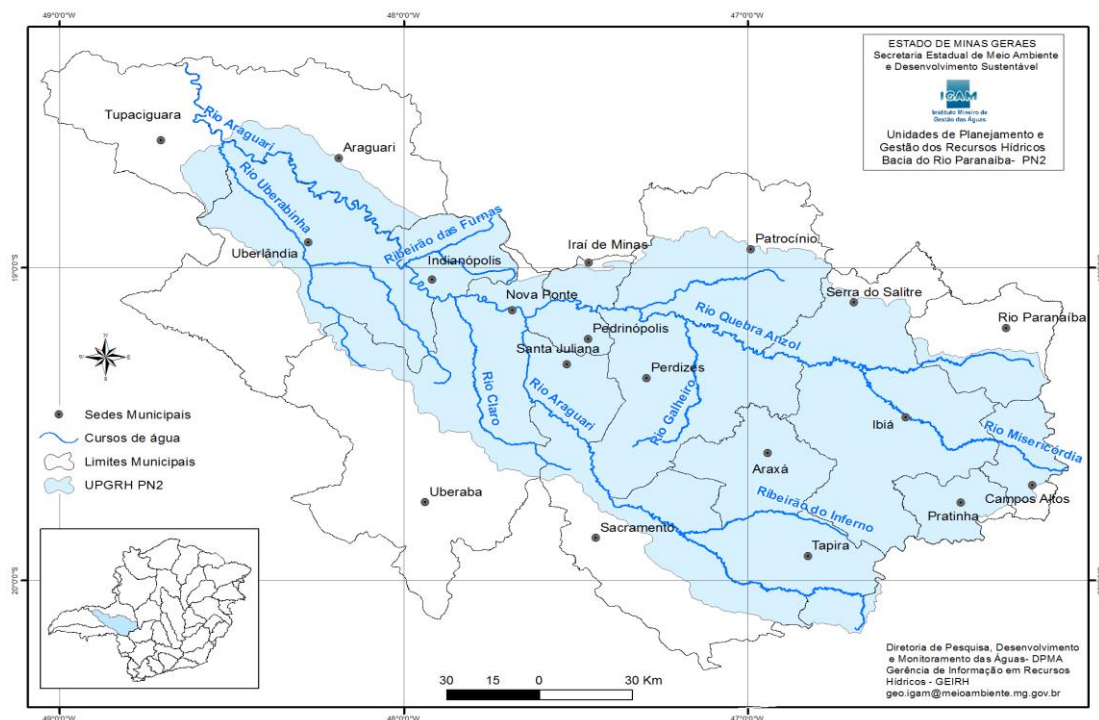 49°0'0"W
48°0'0"W
47°0'0"W
ESTADO DE MINAS GERAES
Secretaria Estadual de Meio Ambiente
e Desenvolvimento Sustentável
IGAM
Instituto Mineiro de
Gestão das Águas
Unidades de Planejamento e
Gestão dos Recursos Hídricos
Bacia do Rio Paranaíba- PN2
Tupaciguara
Rio Araguari
Araguari
Rio Uberabinha
Uberlândia
Ribeirão das Furnas
Indianópolis
Iraí de Minas
Patrocínio
19°0'0"S
Nova Ponte
Serra do Salitre
Rio Paranaíba
Rio Quebra Anzol
Pedrinópolis
Santa Juliana
Perdizes
N
W
E
S
Rio Claro
Rio Araguari
Rio Galheiro
Ibiá
Rio Misericórdia
Sedes Municipais
Cursos de água
Limites Municipais
UPGRH PN2
Araxá
Uberaba
Campos Altos
Pratinha
Ribeirão do Inferno
Sacramento
Tapira
20°0'0"S
Diretoria de Pesquisa, Desenvolvimento
e Monitoramento das Águas- DPMA
Gerência de Informação em Recursos
Hídricos - GEIRH
geo.igam@meioambiente.mg.gov.br
30 15 0 30 Km
49°0'0"W
48°0'0"W
47°0'0"W